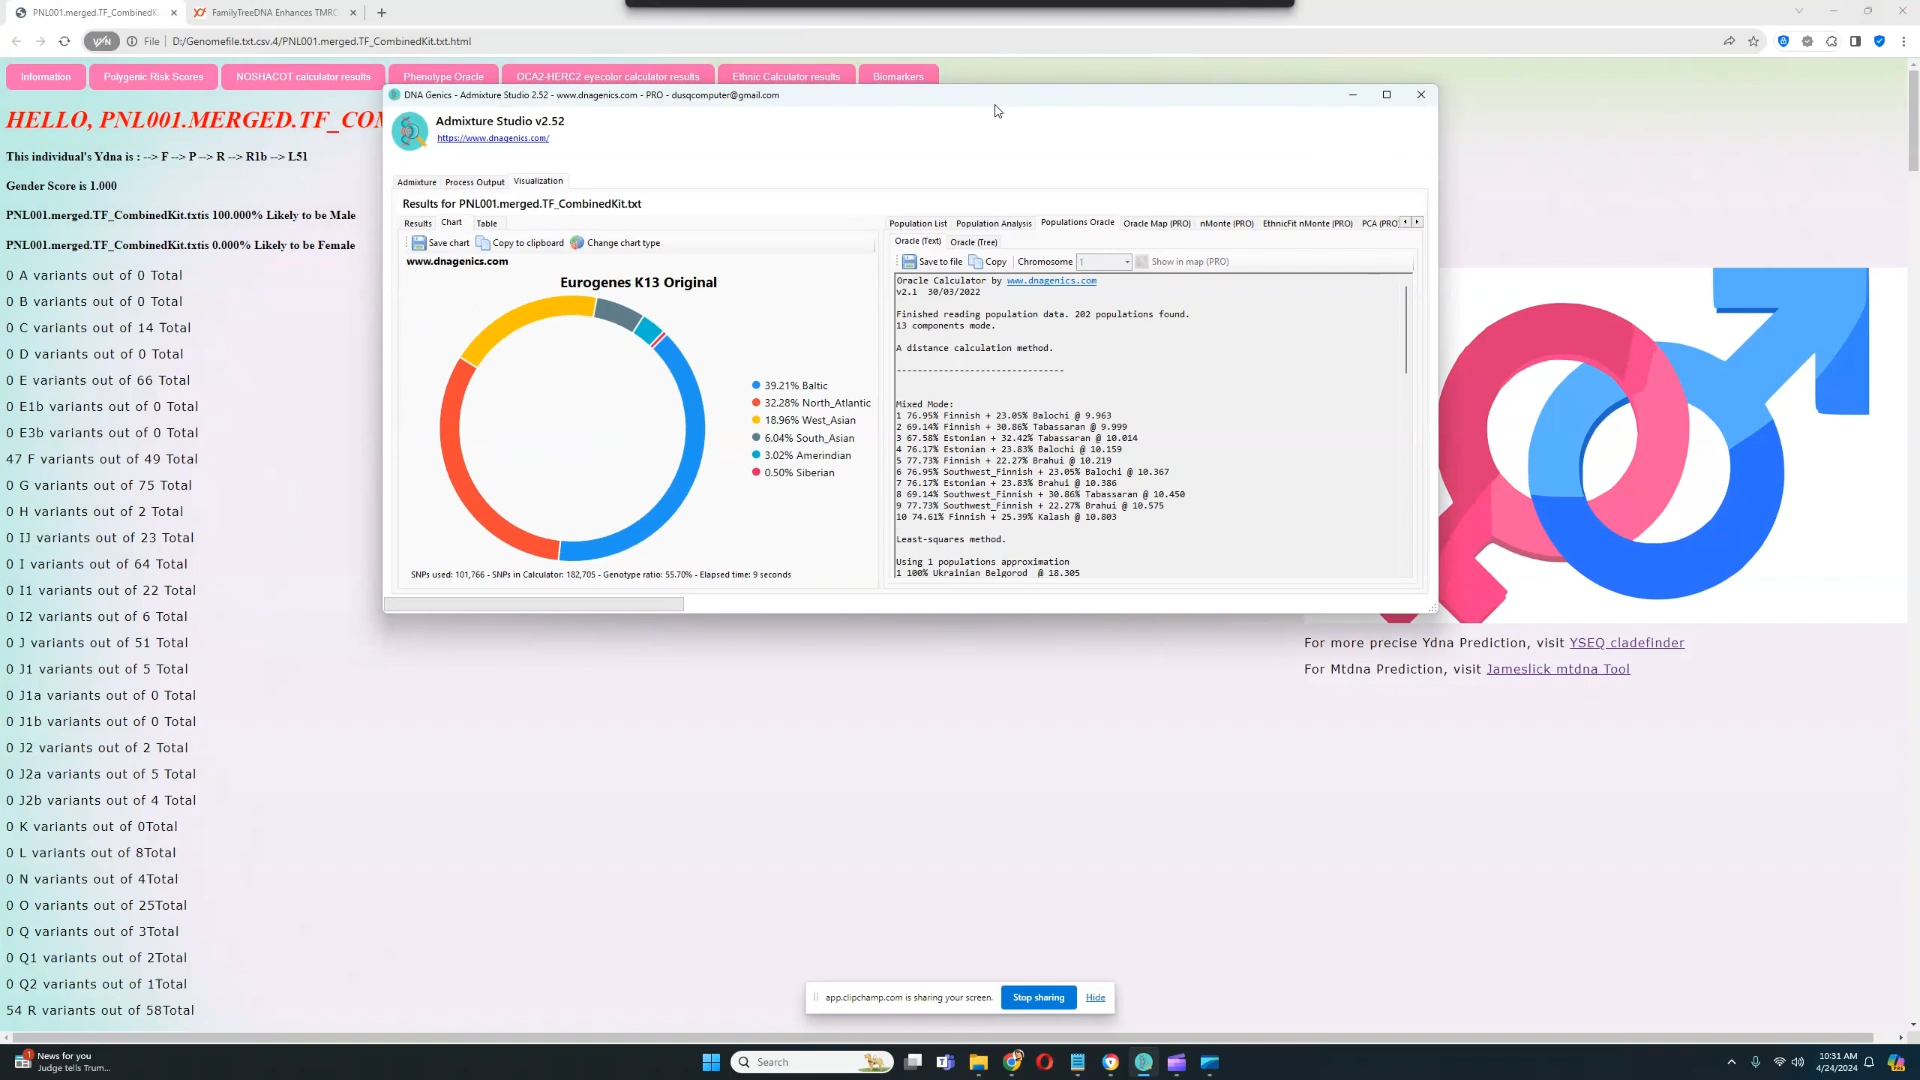 PNL001.merged.TF_CombinedK
FamilyTreeDNA Enhances TMRC
VPN
File
D:/Genomefile.txt.csv.4/PNL001.merged.TF_CombinedKit.txt.html
Information
Polygenic Risk Scores
NOSHACOT calculator results
Phenotype Oracle
OCA2-HERC2 eyecolor calculator results
Ethnic Calculator results
Biomarkers
HELLO, PNL001.MERGED.TF_COM
This individual's Ydna is : --> F --> P --> R --> R1b --> L51
Gender Score is 1.000
PNL001.merged.TF_CombinedKit.txtis 100.000% Likely to be Male
PNL001.merged.TF_CombinedKit.txtis 0.000% Likely to be Female
0 A variants out of 0 Total
0 B variants out of 0 Total
0 C variants out of 14 Total
0 D variants out of 0 Total
0 E variants out of 66 Total
0 E1b variants out of 0 Total
0 E3b variants out of 0 Total
47 F variants out of 49 Total
0 G variants out of 75 Total
0 H variants out of 2 Total
0 IJ variants out of 23 Total
0 I variants out of 64 Total
0 I1 variants out of 22 Total
0 I2 variants out of 6 Total
0 J variants out of 51 Total
0 J1 variants out of 5 Total
0 J1a variants out of 0 Total
0 J1b variants out of 0 Total
0 J2 variants out of 2 Total
0 J2a variants out of 5 Total
0 J2b variants out of 4 Total
0 K variants out of 0Total
0 L variants out of 8Total
0 N variants out of 4Total
0 O variants out of 25Total
0 Q variants out of 3Total
0 Q1 variants out of 2Total
0 Q2 variants out of 1Total
54 R variants out of 58Total
DNA Genics - Admixture Studio 2.52 - www.dnagenics.com - PRO - dusqcomputer@gmail.com
Admixture Studio v2.52
https://www.dnagenics.com/
Admixture
Process Output
Visualization
Results for PNL001.merged.TF_CombinedKit.txt
Results
Chart
Table
Save chart
Copy to clipboard
Change chart type
www.dnagenics.com
Eurogenes K13 Original
39.21% Baltic
32.28% North_Atlantic
18.96% West_Asian
6.04% South_Asian
3.02% Amerindian
0.50% Siberian
SNPs used: 101,766 - SNPs in Calculator: 182,705 - Genotype ratio: 55.70% - Elapsed time: 9 seconds
Population List
Population Analysis
Populations Oracle
Oracle Map (PRO)
nMonte (PRO)
EthnicFit nMonte (PRO)
PCA (PRO)
Oracle (Text)
Oracle (Tree)
Save to file
Copy
Chromosome
1
Show in map (PRO)
Oracle Calculator by www.dnagenics.com
v2.1 30/03/2022
Finished reading population data. 202 populations found.
13 components mode.
A distance calculation method.
-------------------------------
Mixed Mode:
1 76.95% Finnish + 23.05% Balochi @ 9.963
2 69.14% Finnish + 30.86% Tabassaran @ 9.999
3 67.58% Estonian + 32.42% Tabassaran @ 10.014
4 76.17% Estonian + 23.83% Balochi @ 10.159
5 77.73% Finnish + 22.27% Brahui @ 10.219
6 76.95% Southwest_Finnish + 23.05% Balochi @ 10.367
7 76.17% Estonian + 23.83% Brahui @ 10.386
8 69.14% Southwest_Finnish + 30.86% Tabassaran @ 10.450
9 77.73% Southwest_Finnish + 22.27% Brahui @ 10.575
10 74.61% Finnish + 25.39% Kalash @ 10.803
Least-squares method.
Using 1 populations approximation
1 100% Ukrainian_Belgorod @ 18.305
For more precise Ydna Prediction, visit YSEQ cladefinder
For Mtdna Prediction, visit Jameslick mtdna Tool
app.clipchamp.com is sharing your screen.
Stop sharing
Hide
1
News for you
Judge tells Trum...
Search
10:31 AM
4/24/2024